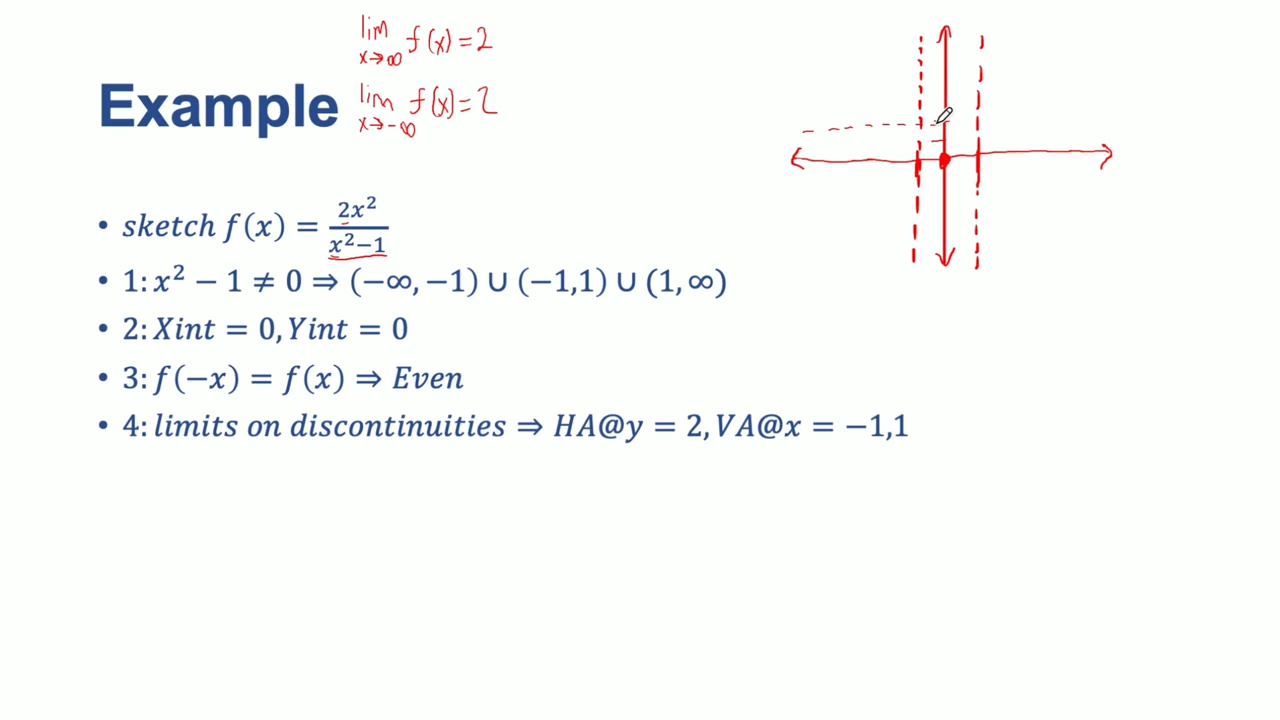 lim x→∞ f(x) = 2
Example
lim x→-∞ f(x) = 2
• sketch f(x) = 2x²/x²−1
• 1: x² − 1 ≠ 0 ⇒ (−∞, −1) ∪ (−1,1) ∪ (1, ∞)
• 2: Xint = 0, Yint = 0
• 3: f(−x) = f(x) ⇒ Even
• 4: limits on discontinuities ⇒ HA@y = 2, VA@x = −1,1